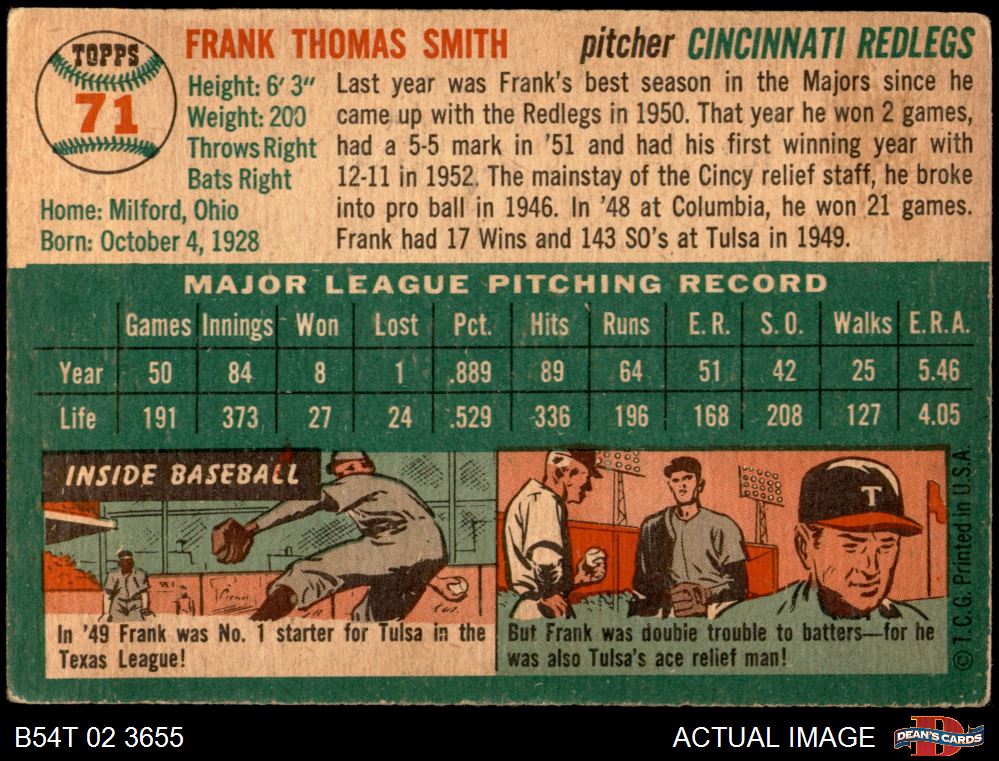 TOPPS
71
FRANK THOMAS SMITH pitcher CINCINNATI REDLEGS
Height: 6' 3"
Weight: 200
Throws Right
Bats Right
Home: Milford, Ohio
Born: October 4, 1928
Last year was Frank's best season in the Majors since he
came up with the Redlegs in 1950. That year he won 2 games,
had a 5-5 mark in '51 and had his first winning year with
12-11 in 1952. The mainstay of the Cincy relief staff, he broke
into pro ball in 1946. In '48 at Columbia, he won 21 games.
Frank had 17 Wins and 143 SO's at Tulsa in 1949.
MAJOR LEAGUE PITCHING RECORD
Games Innings Won Lost Pct. Hits Runs E.R. S.O. Walks E.R.A.
Year 50 84 8 1 .889 89 64 51 42 25 5.46
Life 191 373 27 24 .529 336 196 168 208 127 4.05
INSIDE BASEBALL
T
In '49 Frank was No. 1 starter for Tulsa in the
Texas League!
But Frank was double trouble to batters—for he
was also Tulsa's ace relief man!
© T.C.G. Printed in U.S.A.
B54T 02 3655
ACTUAL IMAGE
DEAN'S CARDS